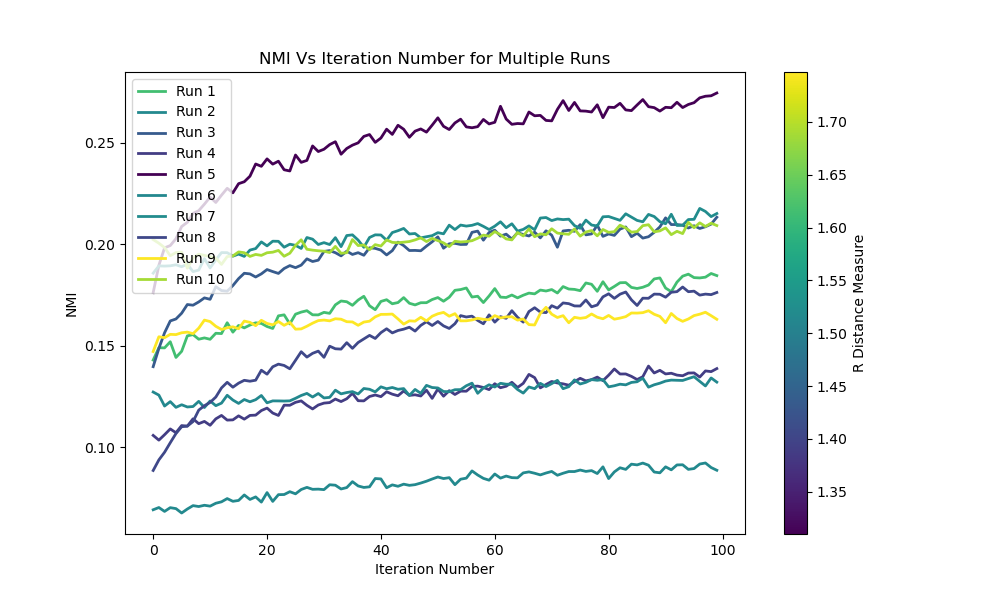 NMI Vs Iteration Number for Multiple Runs
Run 1
Run 2
Run 3
Run 4
Run 5
Run 6
Run 7
Run 8
Run 9
Run 10
0.25
0.20
0.15
0.10
NMI
0
20
40
60
80
100
Iteration Number
1.70
1.65
1.60
1.55
1.50
1.45
1.40
1.35
R Distance Measure